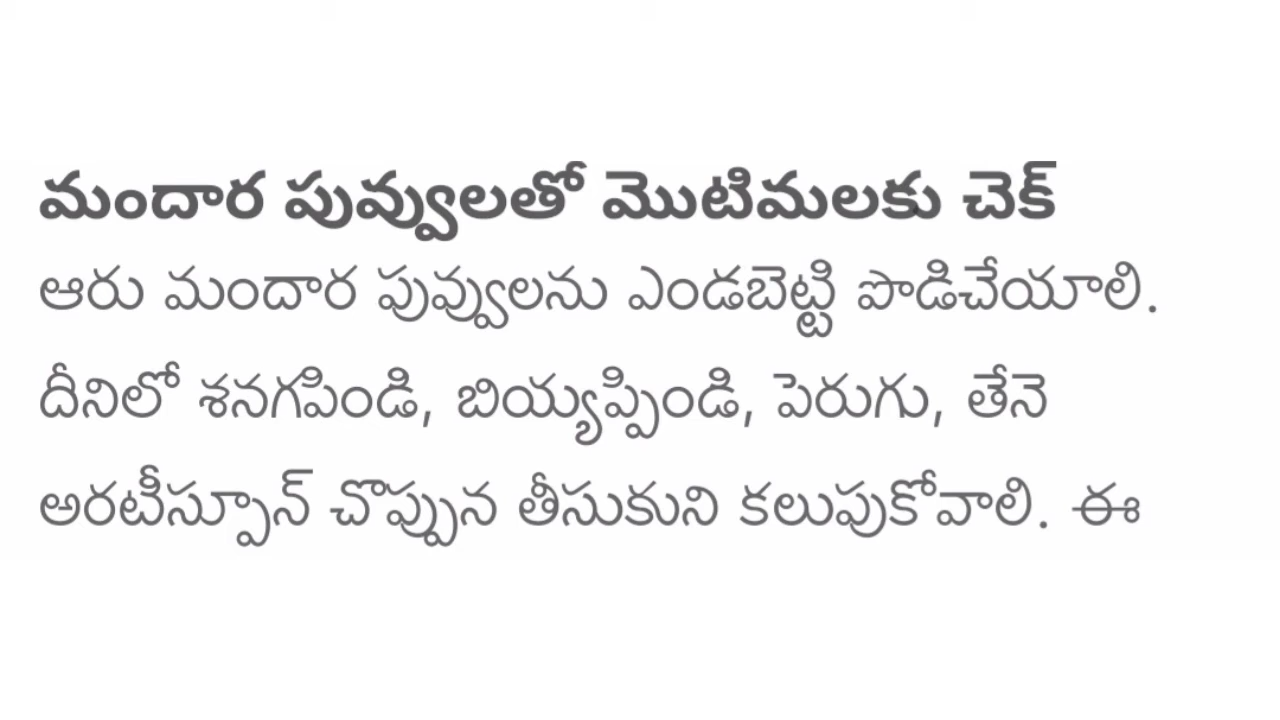 మందార పువ్వులతో మొటిమలకు చెక్
ఆరు మందార పువ్వులను ఎండబెట్టి పొడిచేయాలి.
దీనిలో శనగపిండి, బియ్యప్పిండి, పెరుగు, తేనె
అరటీస్పూన్ చొప్పున తీసుకుని కలుపుకోవాలి. ఈ